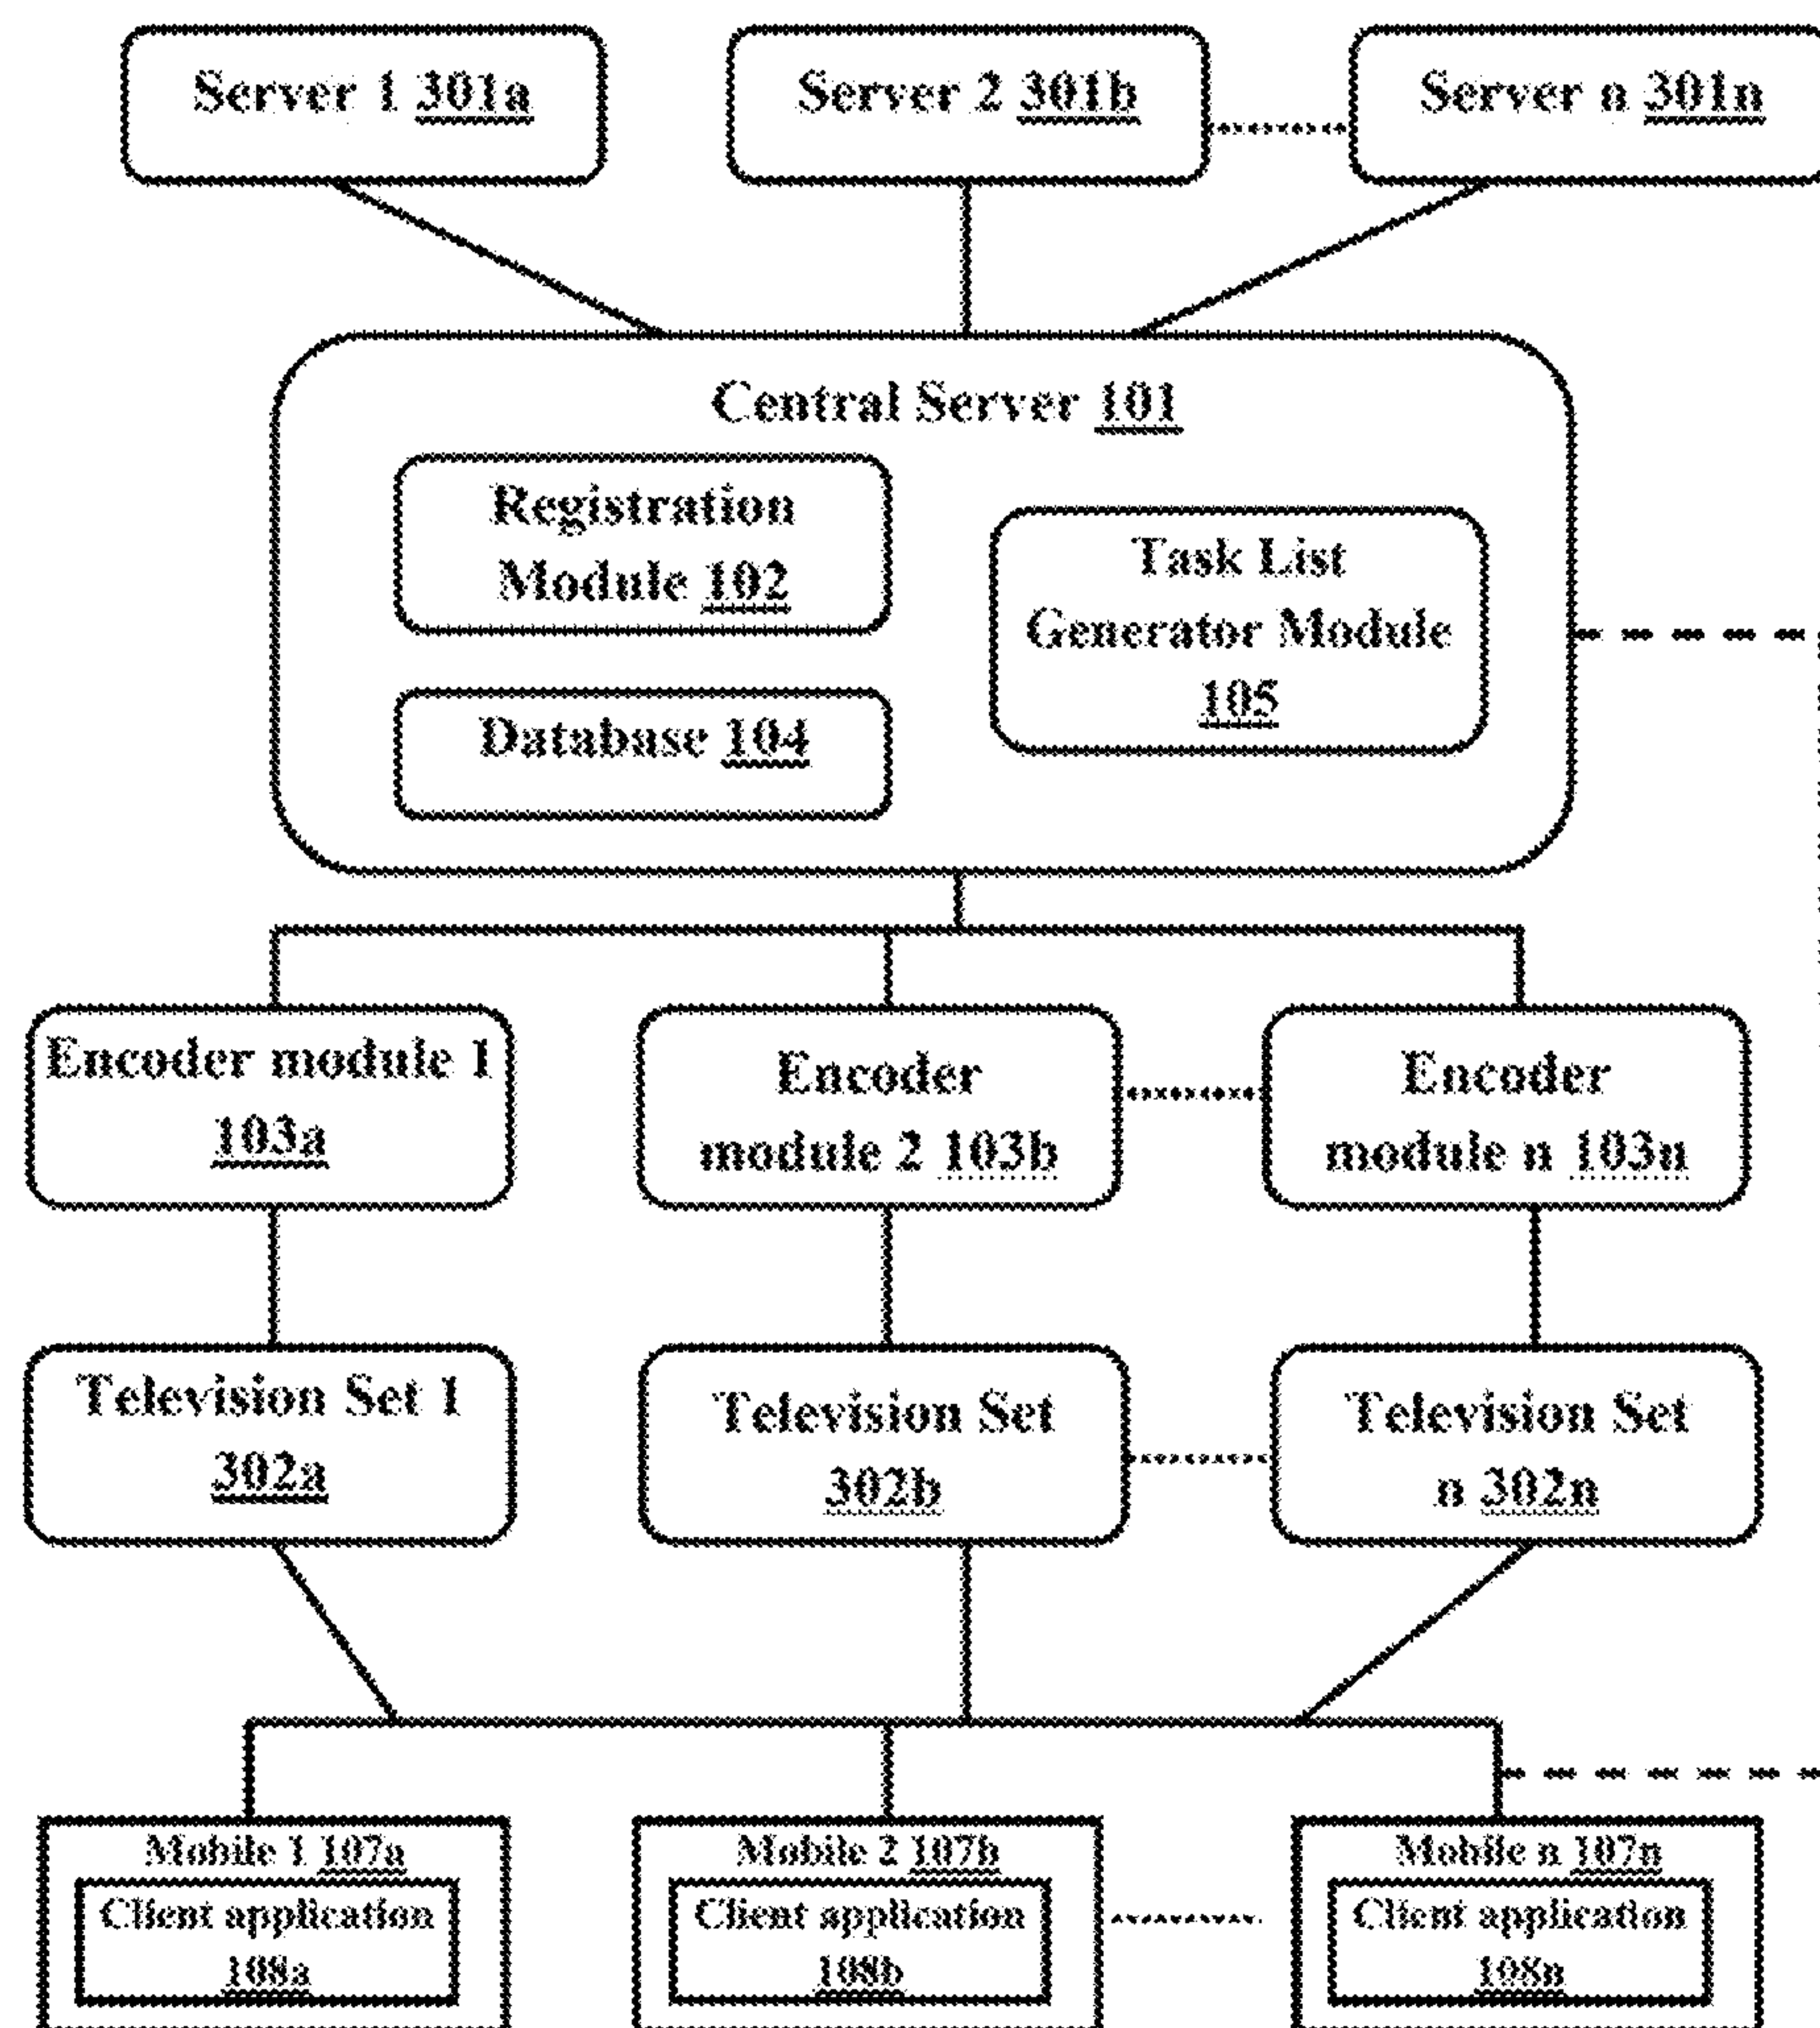 Server 1 301a
Server 2 301b
Server n 301n
Central Server 101
Registration
Module 102
Task List
Generator Module
105
Database 104
Encoder module 1
103a
Encoder
module 2 103b
Encoder
module n 103n
Television Set 1
302a
Television Set
302b
Television Set
n 302n
Mobile 1 107a
Client application
108a
Mobile 2 107b
Client application
108b
Mobile n 107n
Client application
108n